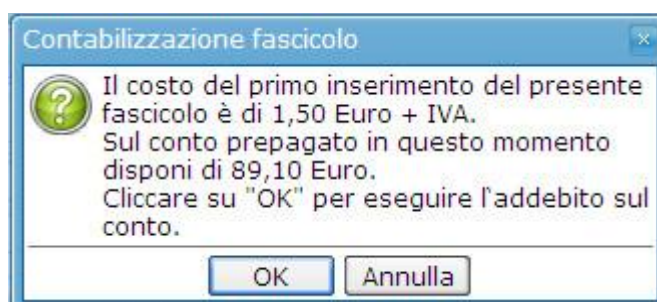 Contabilizzazione fascicolo
Il costo del primo inserimento del presente
fascicolo è di 1,50 Euro + IVA.
Sul conto prepagato in questo momento
disponi di 89,10 Euro.
Cliccare su "OK" per eseguire l'addebito sul
conto.
OK Annulla